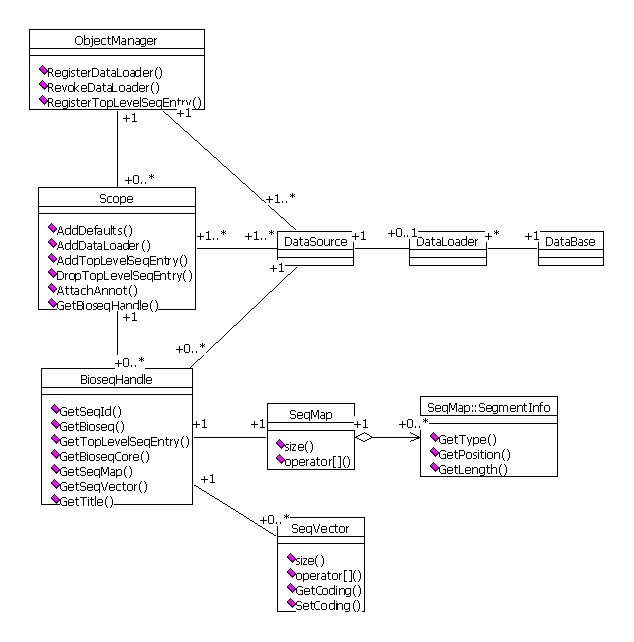 ObjectManager
RegisterDataLoader()
RevokeDataLoader()
RegisterTopLevelSeqEntry()
+1
+1
+0..*
+1..*
Scope
AddDefaults()
AddDataLoader()
AddTopLevelSeqEntry()
DropTopLevelSeqEntry()
AttachAnnot()
GetBioseqHandle()
+1..*
+1..*
DataSource
+1
+0..1
DataLoader
+*
+1
DataBase
+1
+1
+0..*
+0..*
BioseqHandle
GetSeqId()
GetBioseq()
GetTopLevelSeqEntry()
GetBioseqCore()
GetSeqMap()
GetSeqVector()
GetTitle()
+1
+1
SeqMap
size()
operator[]()
+1
+0..*
SeqMap::SegmentInfo
GetType()
GetPosition()
GetLength()
+1
+0..*
SeqVector
size()
operator[]()
GetCoding()
SetCoding()